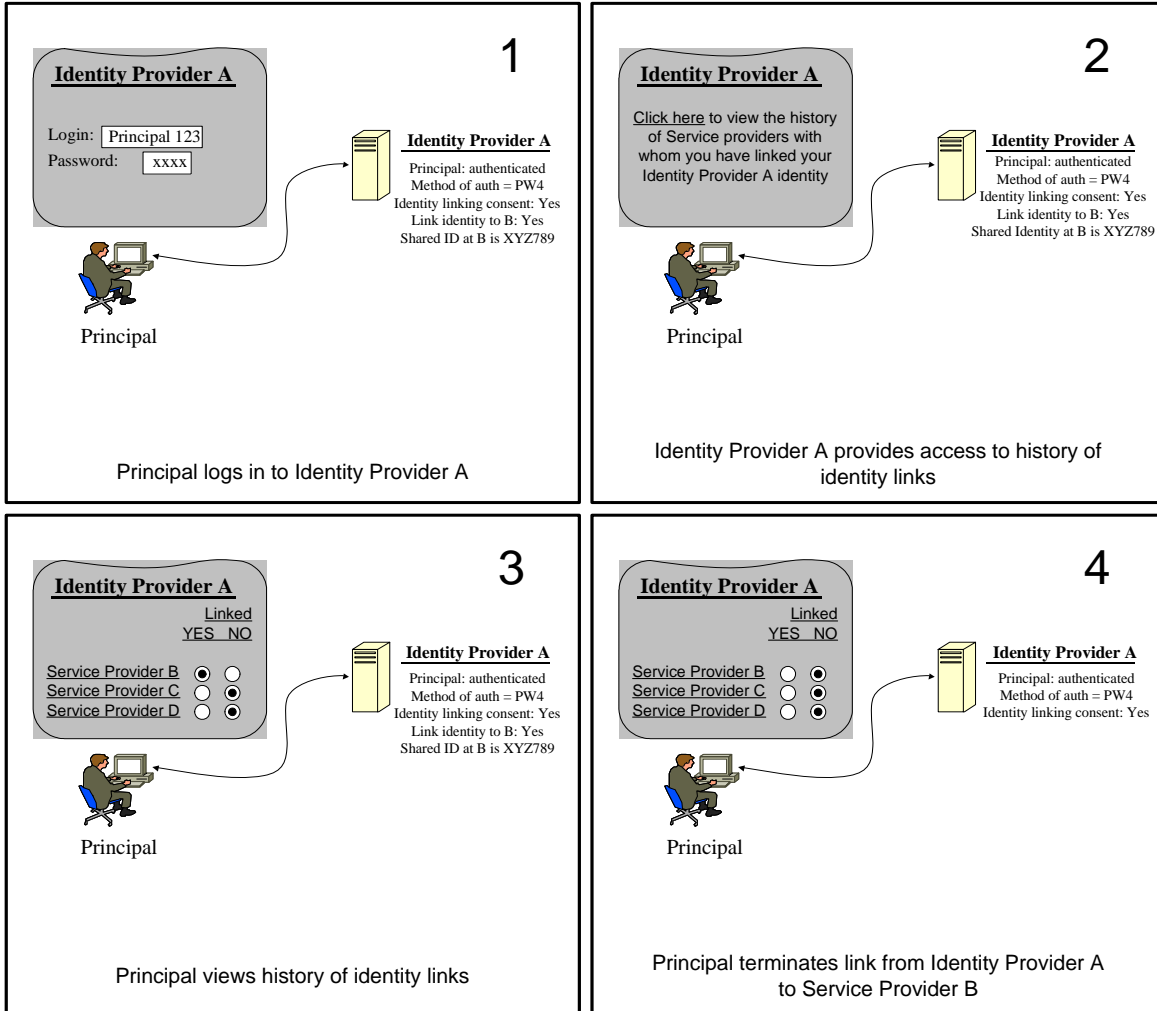 1
Identity Provider A
Login: Principal 123
Password: xxxx
Identity Provider A
Principal: authenticated
Method of auth = PW4
Identity linking consent: Yes
Link identity to B: Yes
Shared ID at B is XYZ789
Principal
Principal logs in to Identity Provider A
2
Identity Provider A
Click here to view the history
of Service providers with
whom you have linked your
Identity Provider A identity
Identity Provider A
Principal: authenticated
Method of auth = PW4
Identity linking consent: Yes
Link identity to B: Yes
Shared Identity at B is XYZ789
Principal
Identity Provider A provides access to history of
identity links
3
Identity Provider A
Linked
YES NO
Service Provider B
Service Provider C
Service Provider D
Identity Provider A
Principal: authenticated
Method of auth = PW4
Identity linking consent: Yes
Link identity to B: Yes
Shared ID at B is XYZ789
Principal
Principal views history of identity links
4
Identity Provider A
Linked
YES NO
Service Provider B
Service Provider C
Service Provider D
Identity Provider A
Principal: authenticated
Method of auth = PW4
Identity linking consent: Yes
Principal
Principal terminates link from Identity Provider A
to Service Provider B